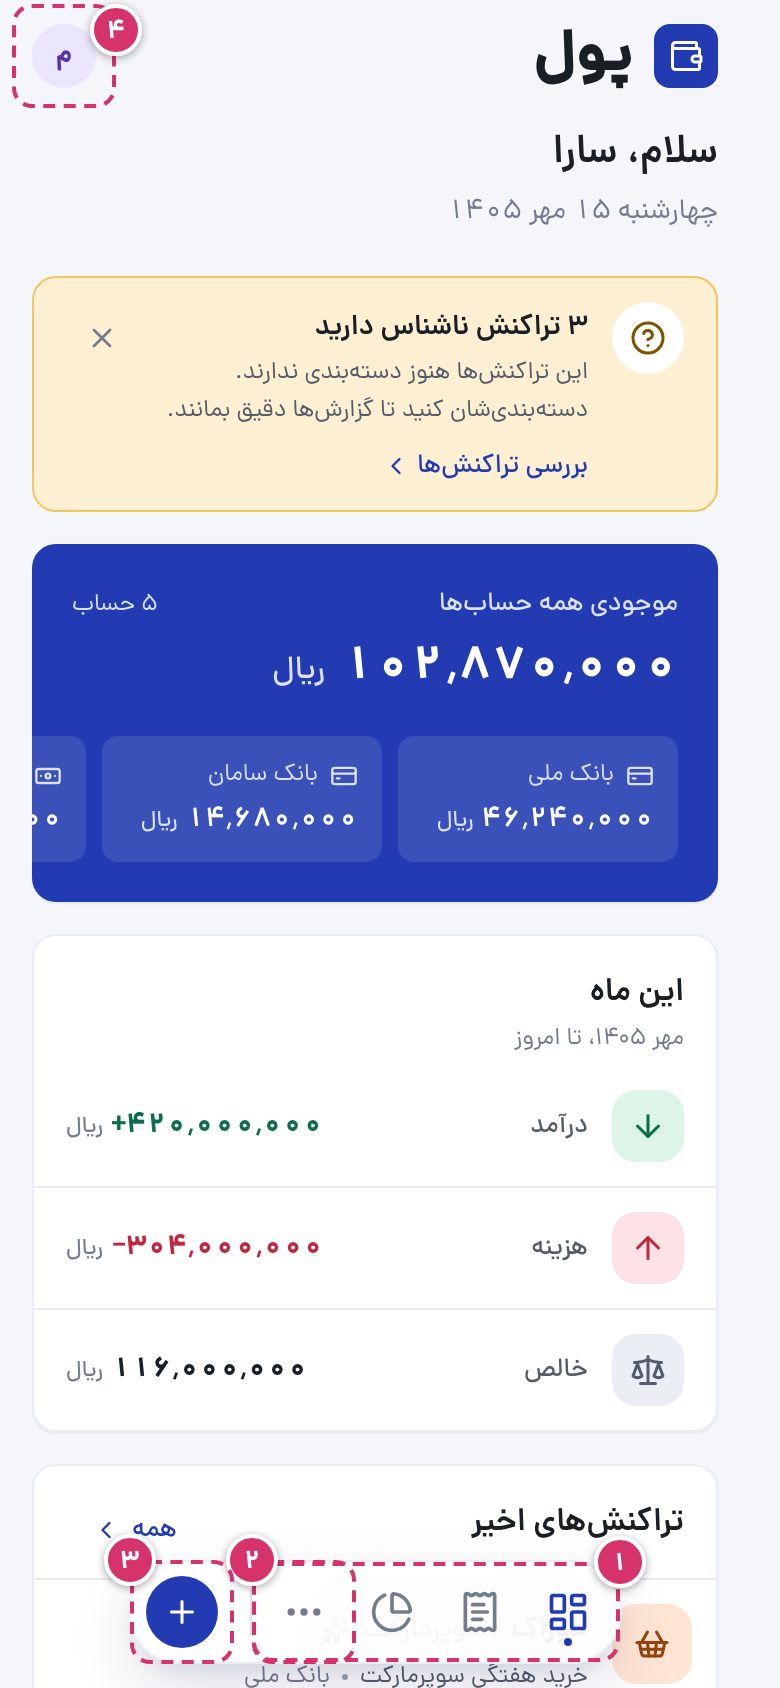 پول
م
۴
سلام، سارا
چهارشنبه ۱۵ مهر ۱۴۰۵
۳ تراکنش ناشناس دارید
این تراکنش‌ها هنوز دسته‌بندی ندارند.
دسته‌بندی‌شان کنید تا گزارش‌ها دقیق بمانند.
بررسی تراکنش‌ها
موجودی همه حساب‌ها
۵ حساب
۱۰۲,۸۷۰,۰۰۰ ریال
بانک ملی
۴۶,۲۴۰,۰۰۰ ریال
بانک سامان
۱۴,۶۸۰,۰۰۰ ریال
این ماه
مهر ۱۴۰۵، تا امروز
درآمد
+۴۲۰,۰۰۰,۰۰۰ ریال
هزینه
−۳۰۴,۰۰۰,۰۰۰ ریال
خالص
۱۱۶,۰۰۰,۰۰۰ ریال
تراکنش‌های اخیر
همه
۱
۲
۳
خرید هفتگی سوپرمارکت • بانک ملی